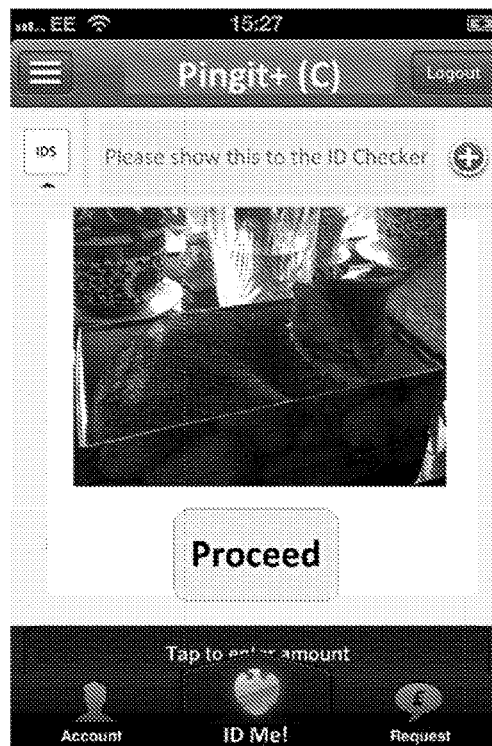 EE 15:27
Pingit+ (C)
Logout
IDS
Please show this to the ID Checker
Proceed
Tap to enter amount
Account
ID Me!
£
Request